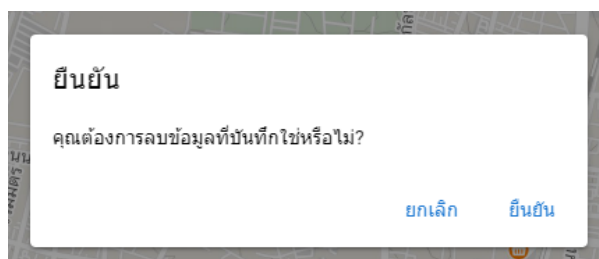 ยืนยัน
คุณต้องการลบข้อมูลที่บันทึกใช่หรือไม่?
ยกเลิก ยืนยัน